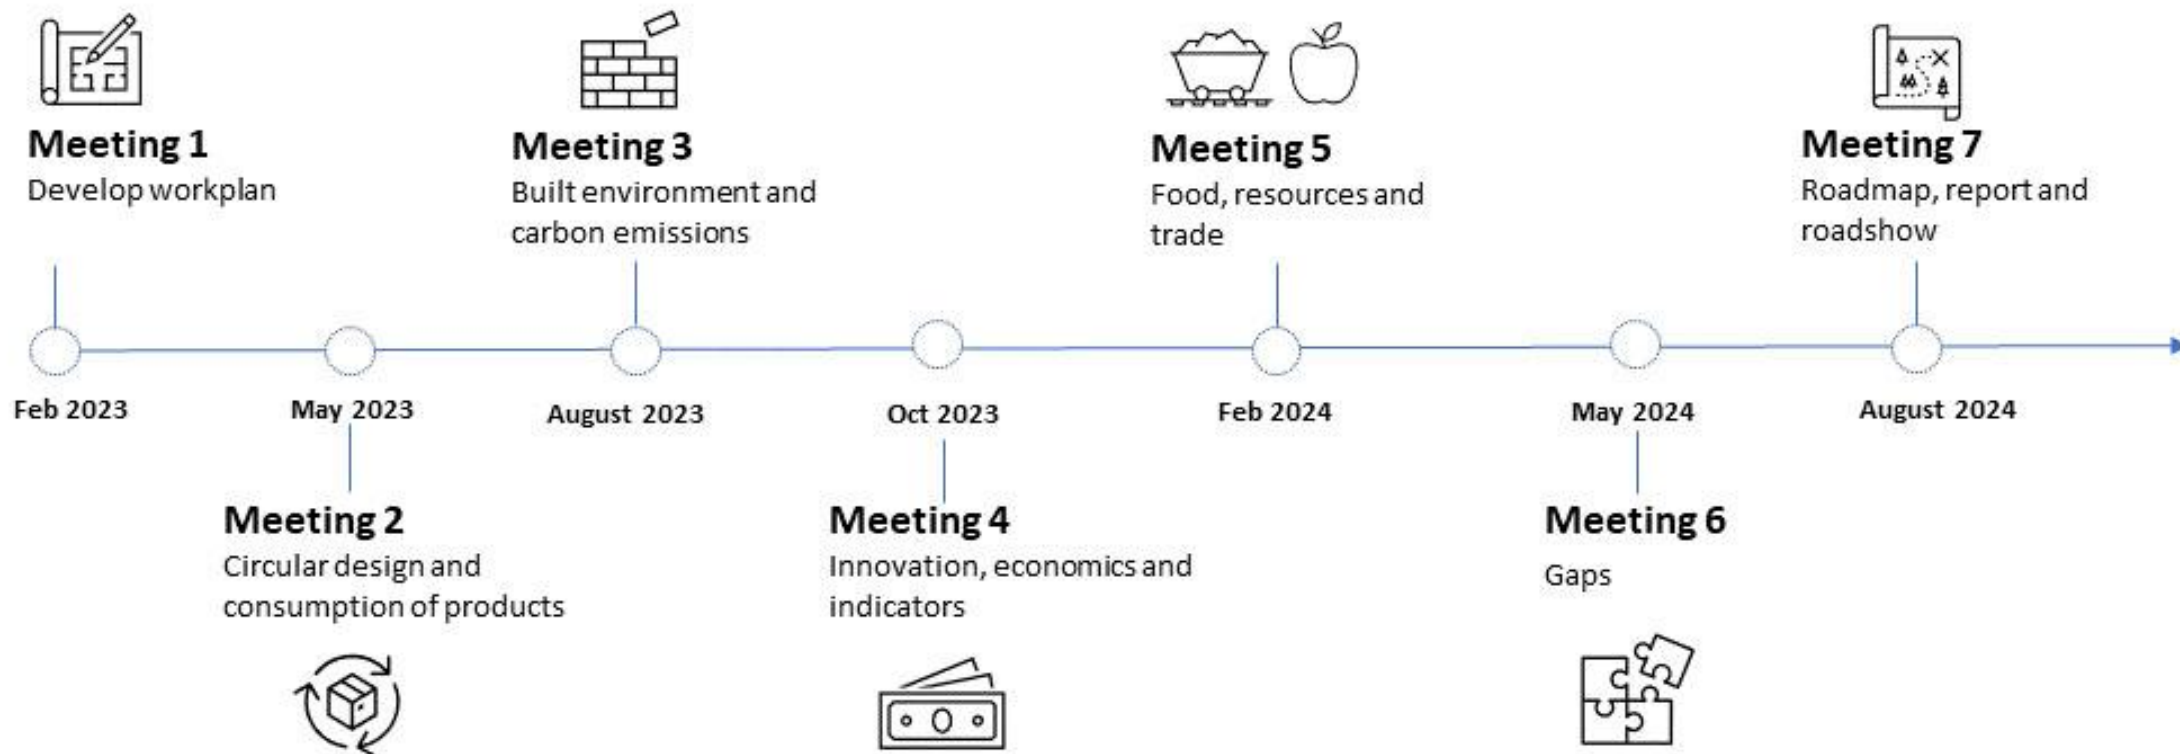 Meeting 1
Develop workplan
Meeting 3
Built environment and
carbon emissions
Meeting 5
Food, resources and
trade
Meeting 7
Roadmap, report and
roadshow
Feb 2023
May 2023
August 2023
Oct 2023
Feb 2024
May 2024
August 2024
Meeting 2
Circular design and
consumption of products
Meeting 4
Innovation, economics and
indicators
Meeting 6
Gaps